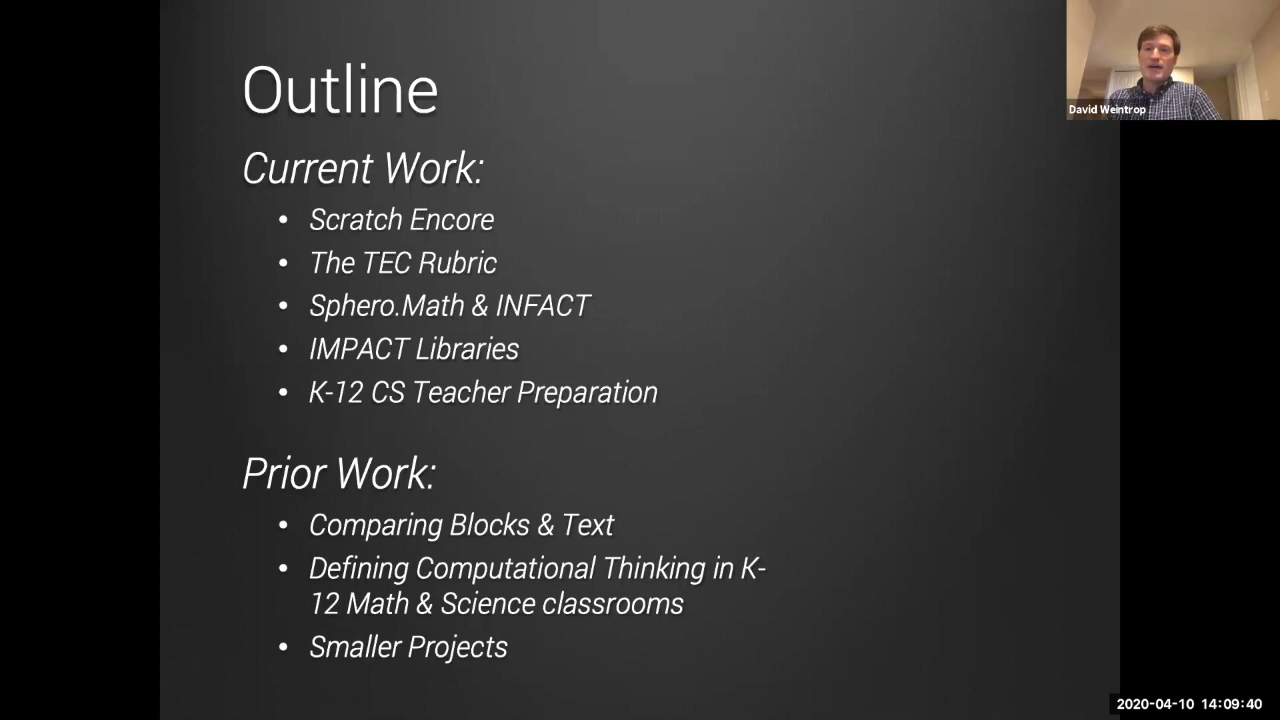 Outline
Current Work:
• Scratch Encore
• The TEC Rubric
• Sphero.Math & INFACT
• IMPACT Libraries
• K-12 CS Teacher Preparation
Prior Work:
• Comparing Blocks & Text
• Defining Computational Thinking in K-
12 Math & Science classrooms
• Smaller Projects
David Weintrop
2020-04-10 14:09:40